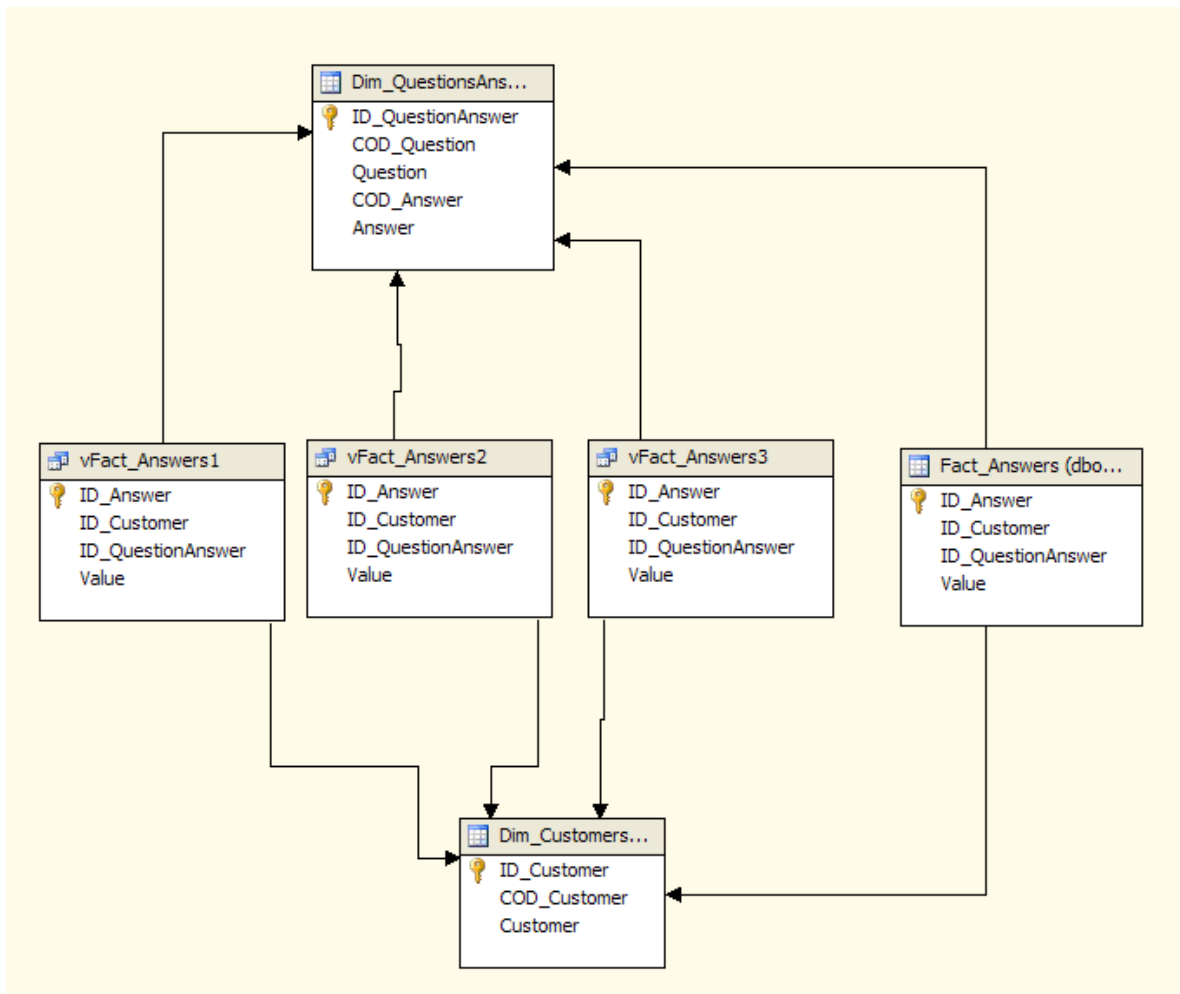 Dim_QuestionsAns...
ID_QuestionAnswer
COD_Question
Question
COD_Answer
Answer
vFact_Answers1
ID_Answer
ID_Customer
ID_QuestionAnswer
Value
vFact_Answers2
ID_Answer
ID_Customer
ID_QuestionAnswer
Value
vFact_Answers3
ID_Answer
ID_Customer
ID_QuestionAnswer
Value
Fact_Answers (dbo...
ID_Answer
ID_Customer
ID_QuestionAnswer
Value
Dim_Customers...
ID_Customer
COD_Customer
Customer